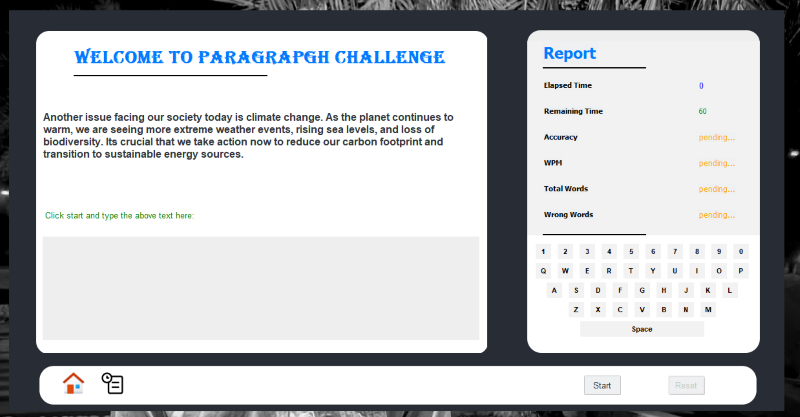 WELCOME TO PARAGRAPGH CHALLENGE
Another issue facing our society today is climate change. As the planet continues to
warm, we are seeing more extreme weather events, rising sea levels, and loss of
biodiversity. Its crucial that we take action now to reduce our carbon footprint and
transition to sustainable energy sources.
Click start and type the above text here:
Report
Elapsed Time 0
Remaining Time 60
Accuracy pending...
WPM pending...
Total Words pending...
Wrong Words pending...
1 2 3 4 5 6 7 8 9 0
Q W E R T Y U I O P
A S D F G H J K L
Z X C V B N M
Space
Start Reset